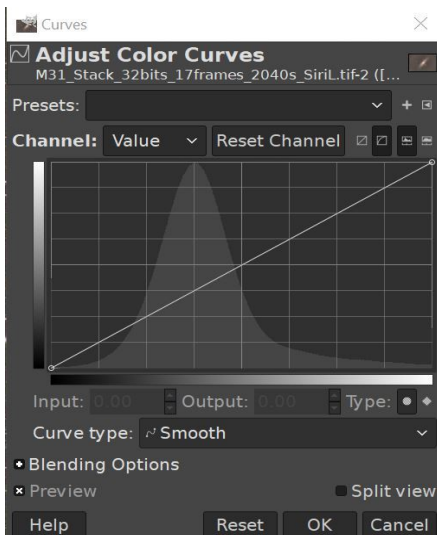 Curves
Adjust Color Curves
M31_Stack_32bits_17frames_2040s_SiriL.tif-2 ([...
Presets:
Channel: Value Reset Channel
Input: 0.00 Output: 0.00 Type:
Curve type: Smooth
Blending Options
Preview Split view
Help Reset OK Cancel